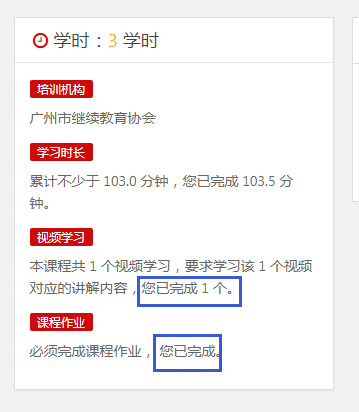 学时：3 学时
培训机构
广州市继续教育协会
学习时长
累计不少于 103.0 分钟，您已完成 103.5 分
钟。
视频学习
本课程共 1 个视频学习，要求学习该 1 个视频
对应的讲解内容，您已完成 1 个。
课程作业
必须完成课程作业， 您已完成。